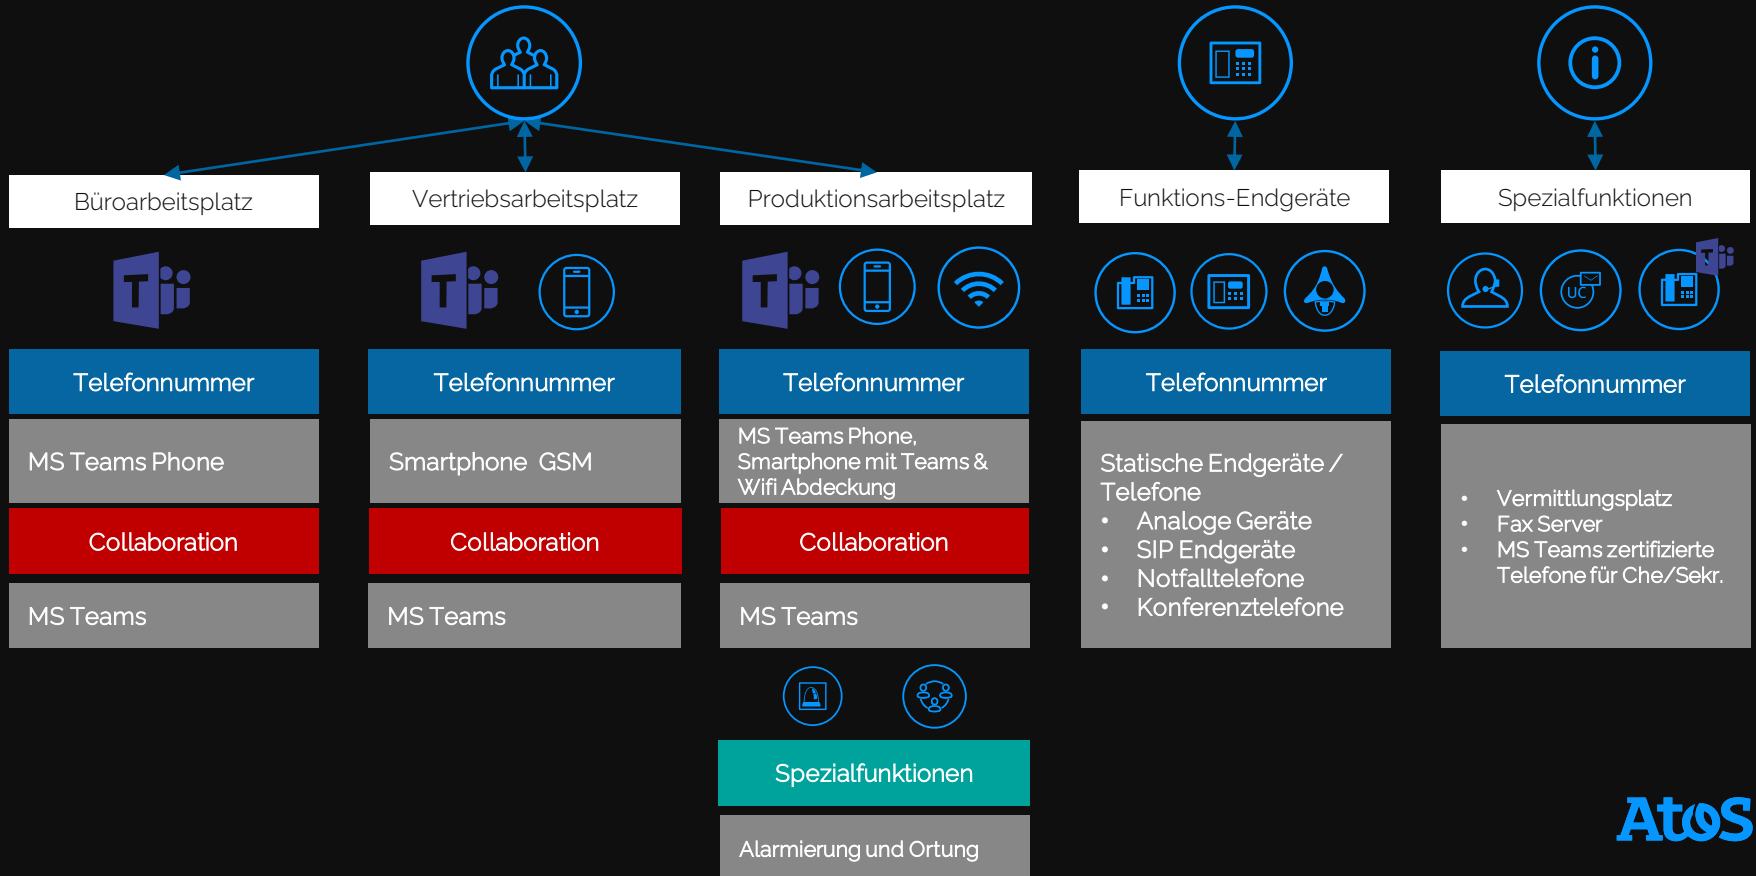 Büroarbeitsplatz
Telefonnummer
MS Teams Phone
Collaboration
MS Teams
Vertriebsarbeitsplatz
Telefonnummer
Smartphone GSM
Collaboration
MS Teams
Produktionsarbeitsplatz
Telefonnummer
MS Teams Phone,
Smartphone mit Teams &
Wifi Abdeckung
Collaboration
MS Teams
Spezialfunktionen
Alarmierung und Ortung
Funktions-Endgeräte
Telefonnummer
Statische Endgeräte /
Telefone
• Analoge Geräte
• SIP Endgeräte
• Notfalltelefone
• Konferenztelefone
Spezialfunktionen
UC
Telefonnummer
• Vermittlungsplatz
• Fax Server
• MS Teams zertifizierte
Telefone für Che/Sekr.
Atos